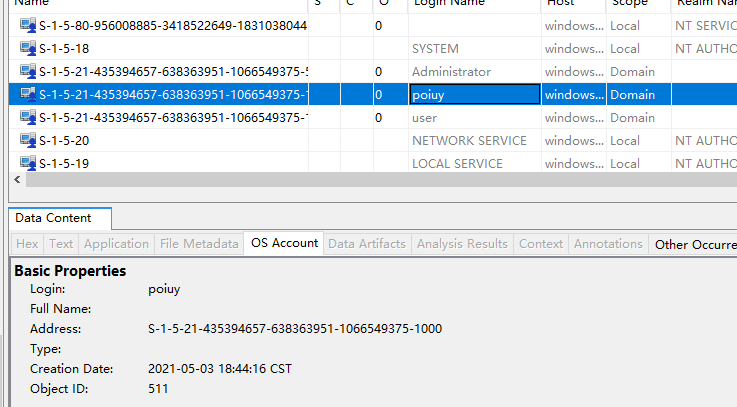 Name S C O Login Name Host Scope Realm Nam
S-1-5-80-956008885-3418522649-1831038044 0 windows... Local NT SERVIC
S-1-5-18 SYSTEM windows... Local NT AUTHO
S-1-5-21-435394657-638363951-1066549375-5 0 Administrator windows... Domain
S-1-5-21-435394657-638363951-1066549375-1 0 poiuy windows... Domain
S-1-5-21-435394657-638363951-1066549375-1 0 user windows... Domain
S-1-5-20 NETWORK SERVICE windows... Local NT AUTHO
S-1-5-19 LOCAL SERVICE windows... Local NT AUTHO
Data Content
Hex Text Application File Metadata OS Account Data Artifacts Analysis Results Context Annotations Other Occurre
Basic Properties
Login: poiuy
Full Name:
Address: S-1-5-21-435394657-638363951-1066549375-1000
Type:
Creation Date: 2021-05-03 18:44:16 CST
Object ID: 511